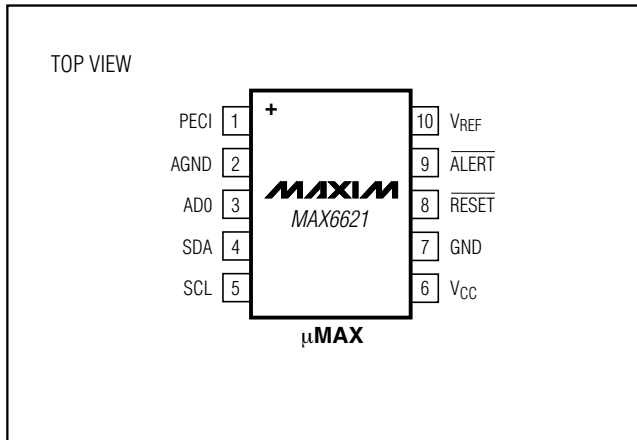 TOP VIEW
+
PECI 1
AGND 2
AD0 3
SDA 4
SCL 5
10 VREF
9 ALERT
8 RESET
7 GND
6 VCC
MAXIM
MAX6621
μMAX